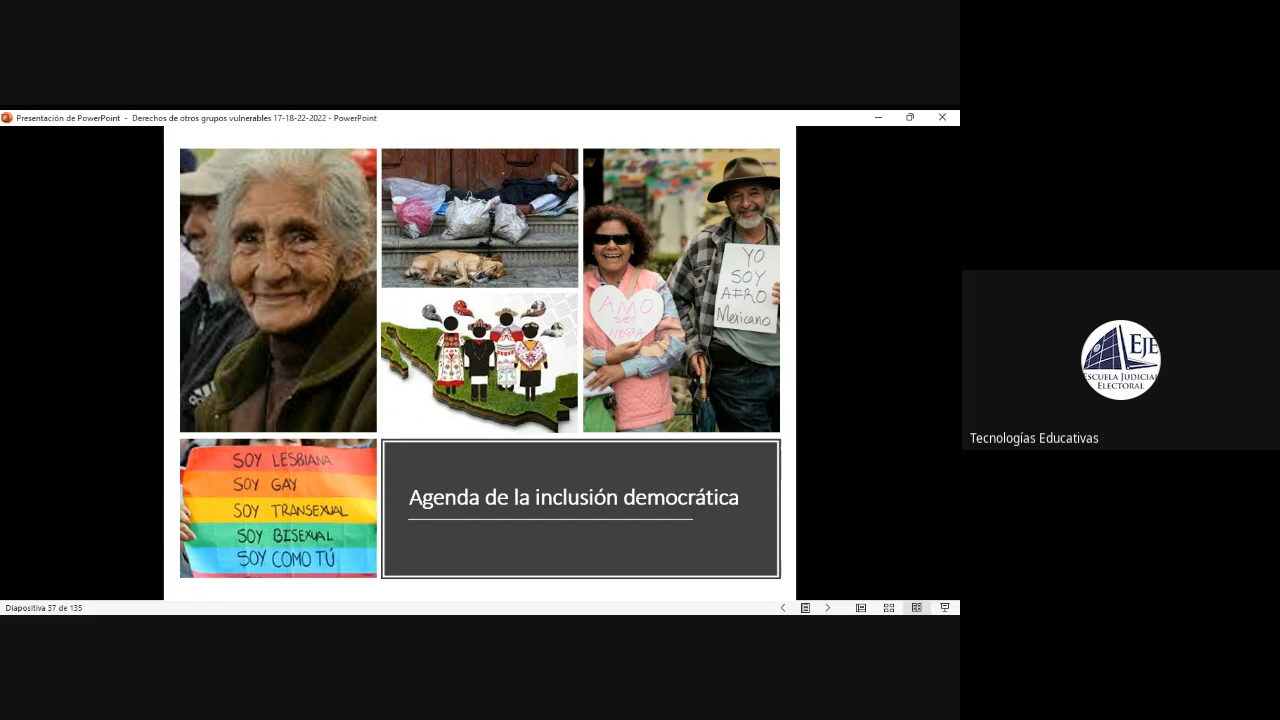 Presentación de PowerPoint - Derechos de otros grupos vulnerables 17-18-22-2022 - PowerPoint
YO
SOY
AFRO
Mexicano
AMO
ser
NEGRA
SOY LESBIANA
SOY GAY
SOY TRANSEXUAL
SOY BISEXUAL
SOY COMO TÚ
Agenda de la inclusión democrática
Diapositiva 37 de 135
EJE
ESCUELA JUDICIAL
ELECTORAL
Tecnologías Educativas